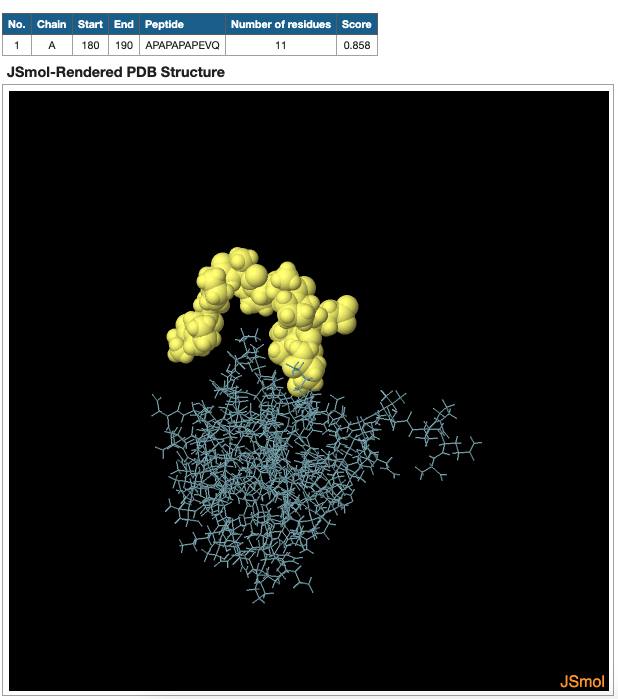 No. Chain Start End Peptide Number of residues Score
1 A 180 190 APAPAPAPEVQ 11 0.858
JSmol-Rendered PDB Structure
JSmol